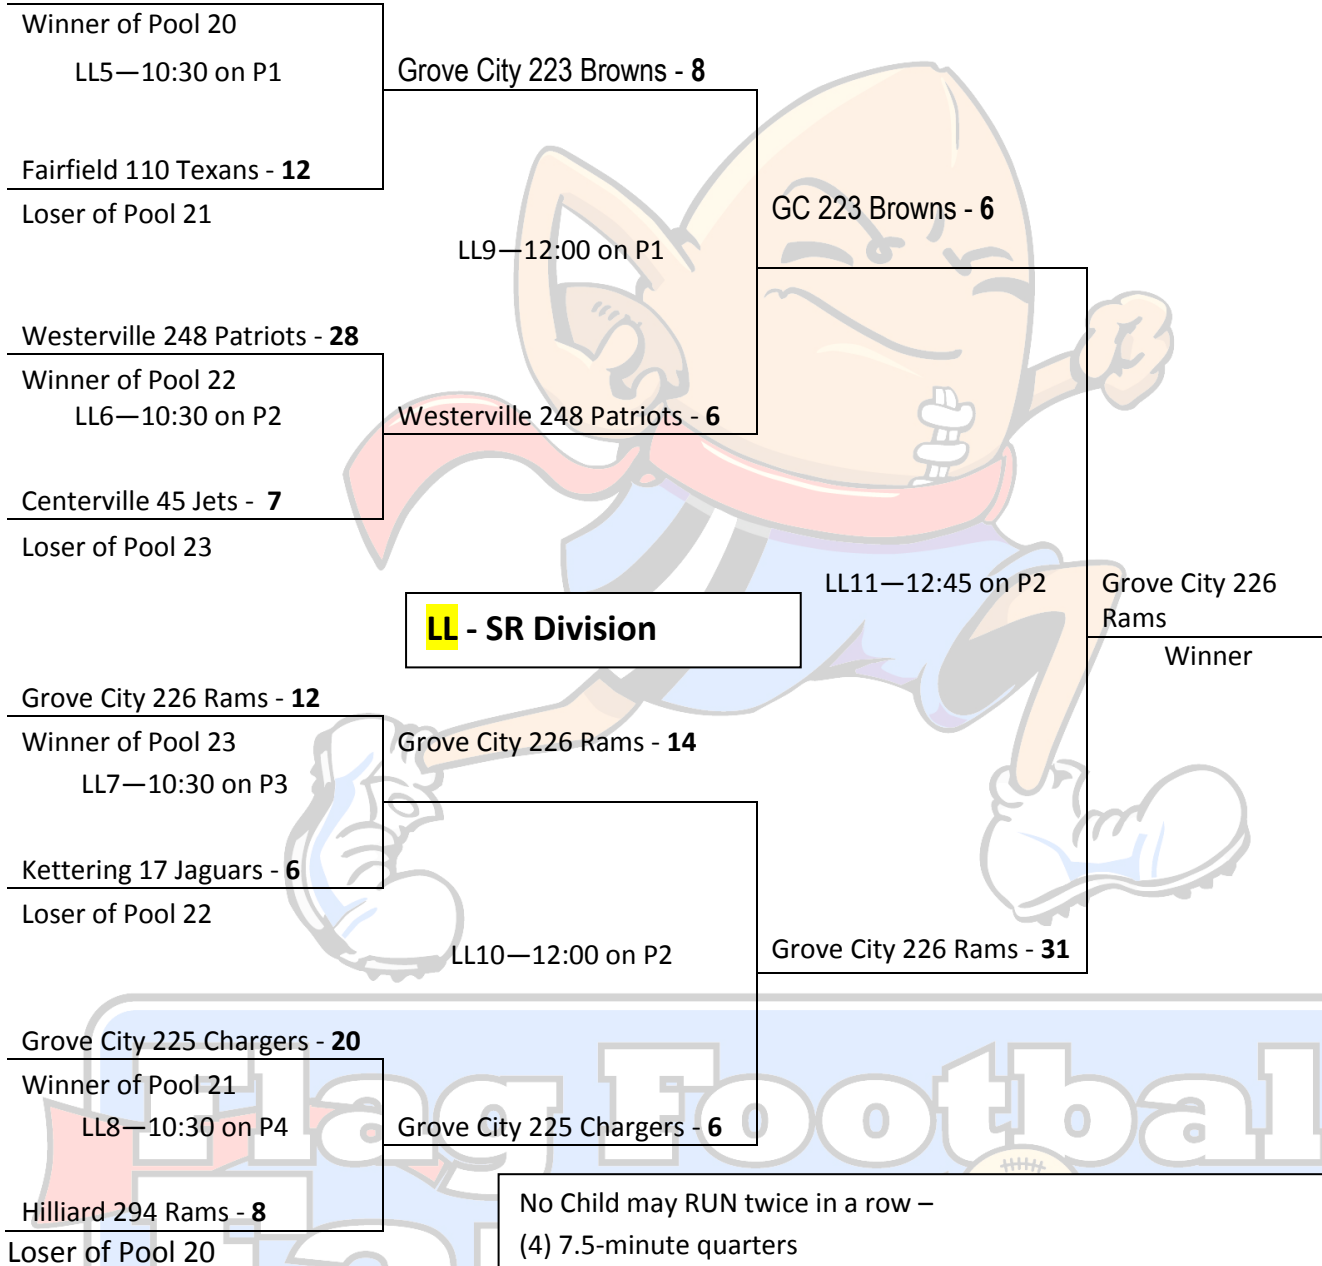 Winner of Pool 20
LL5—10:30 on P1
Grove City 223 Browns - 8
Fairfield 110 Texans - 12
Loser of Pool 21
GC 223 Browns - 6
LL9—12:00 on P1
Westerville 248 Patriots - 28
Winner of Pool 22
LL6—10:30 on P2
Westerville 248 Patriots - 6
Centerville 45 Jets - 7
Loser of Pool 23
LL11—12:45 on P2
Grove City 226
Rams
Winner
LL - SR Division
Grove City 226 Rams - 12
Winner of Pool 23
Grove City 226 Rams - 14
LL7—10:30 on P3
Kettering 17 Jaguars - 6
Loser of Pool 22
LL10—12:00 on P2
Grove City 226 Rams - 31
Grove City 225 Chargers - 20
Winner of Pool 21
LL8—10:30 on P4
Grove City 225 Chargers - 6
Flag Footbal
Hilliard 294 Rams - 8
Loser of Pool 20
No Child may RUN twice in a row –
(4) 7.5-minute quarters